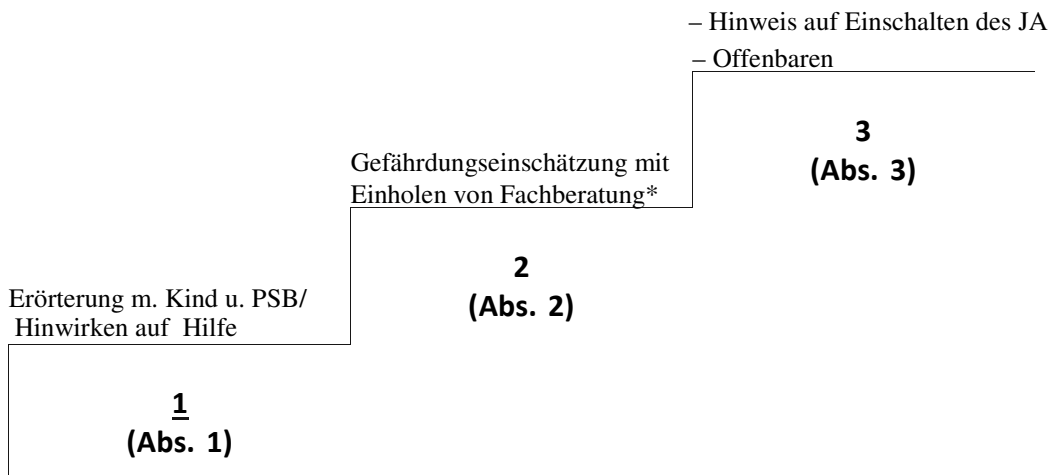 – Hinweis auf Einschalten des JA
– Offenbaren
3
(Abs. 3)
Gefährdungseinschätzung mit
Einholen von Fachberatung*
2
(Abs. 2)
Erörterung m. Kind u. PSB/
Hinwirken auf Hilfe
1
(Abs. 1)